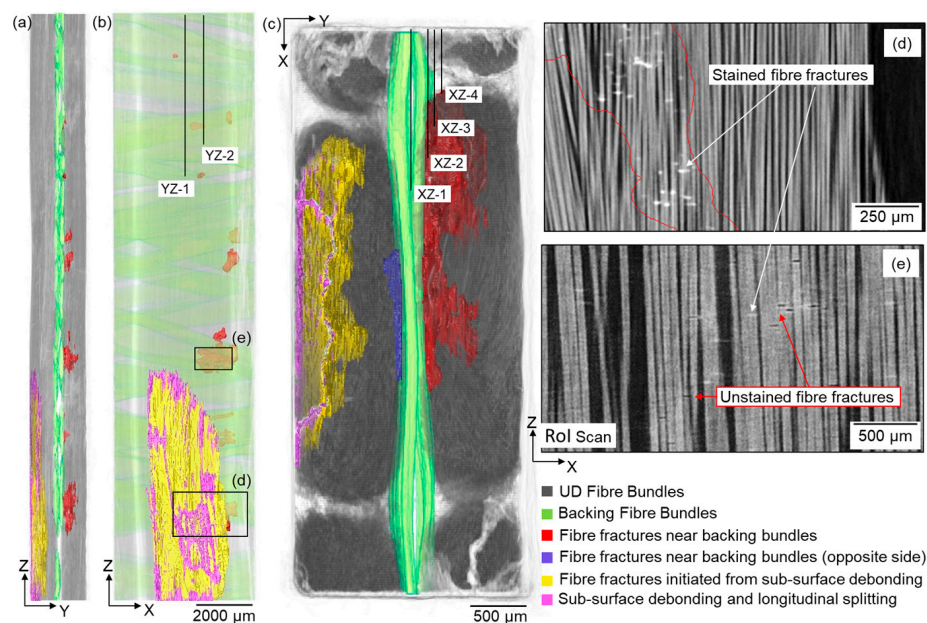 (a)
(b)
(c)
Y
X
XZ-4
XZ-3
XZ-2
XZ-1
YZ-2
YZ-1
(e)
(d)
Z
Y
Z
X
2000 µm
500 µm
(d)
Stained fibre fractures
250 µm
(e)
Unstained fibre fractures
RoI Scan
500 µm
Z
X
UD Fibre Bundles
Backing Fibre Bundles
Fibre fractures near backing bundles
Fibre fractures near backing bundles (opposite side)
Fibre fractures initiated from sub-surface debonding
Sub-surface debonding and longitudinal splitting